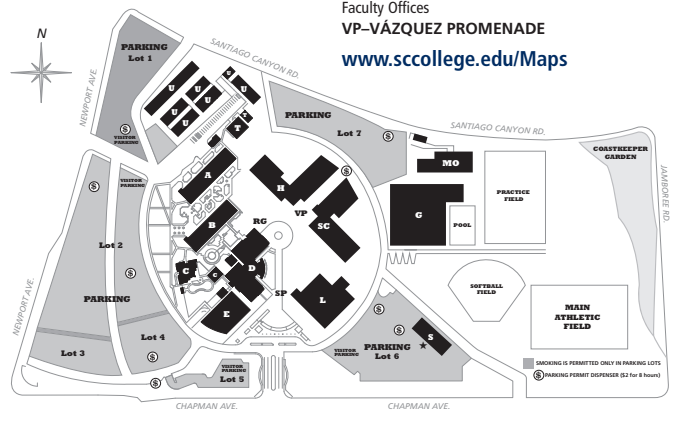 Faculty Offices
VP–VÁZQUEZ PROMENADE
www.sccollege.edu/Maps
N
NEWPORT AVE.
PARKING
Lot 1
SANTIAGO CANYON RD.
$
VISITOR
PARKING
U
U
U
U
U
U
U
U
T
T
PARKING
Lot 7
$
SANTIAGO CANYON RD.
COASTKEEPER
GARDEN
JAMBOREE RD.
MO
PRACTICE
FIELD
G
POOL
$
VISITOR
PARKING
A
H
$
VP
SC
B
RG
Lot 2
$
C
C
D
SP
L
E
PARKING
NEWPORT AVE.
Lot 3
Lot 4
$
$
VISITOR
PARKING
Lot 5
$
$
S
★
VISITOR
PARKING
PARKING
Lot 6
SOFTBALL
FIELD
MAIN
ATHLETIC
FIELD
SMOKING IS PERMITTED ONLY IN PARKING LOTS
$ PARKING PERMIT DISPENSER ($2 for 8 hours)
CHAPMAN AVE.
CHAPMAN AVE.